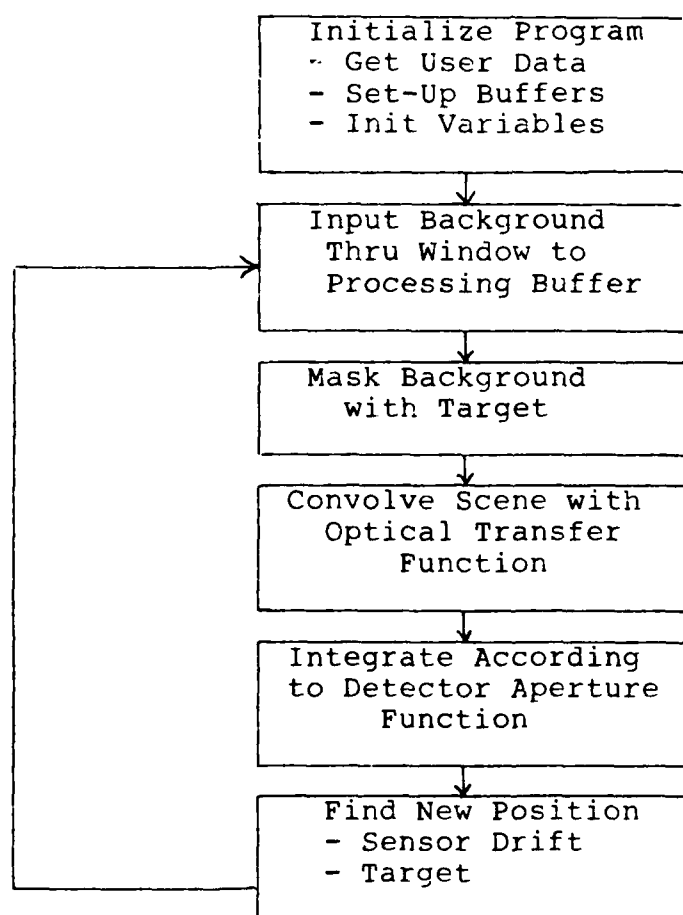 Initialize Program
- Get User Data
- Set-Up Buffers
- Init Variables
Input Background
Thru Window to
Processing Buffer
Mask Background
with Target
Convolve Scene with
Optical Transfer
Function
Integrate According
to Detector Aperture
Function
Find New Position
- Sensor Drift
- Target